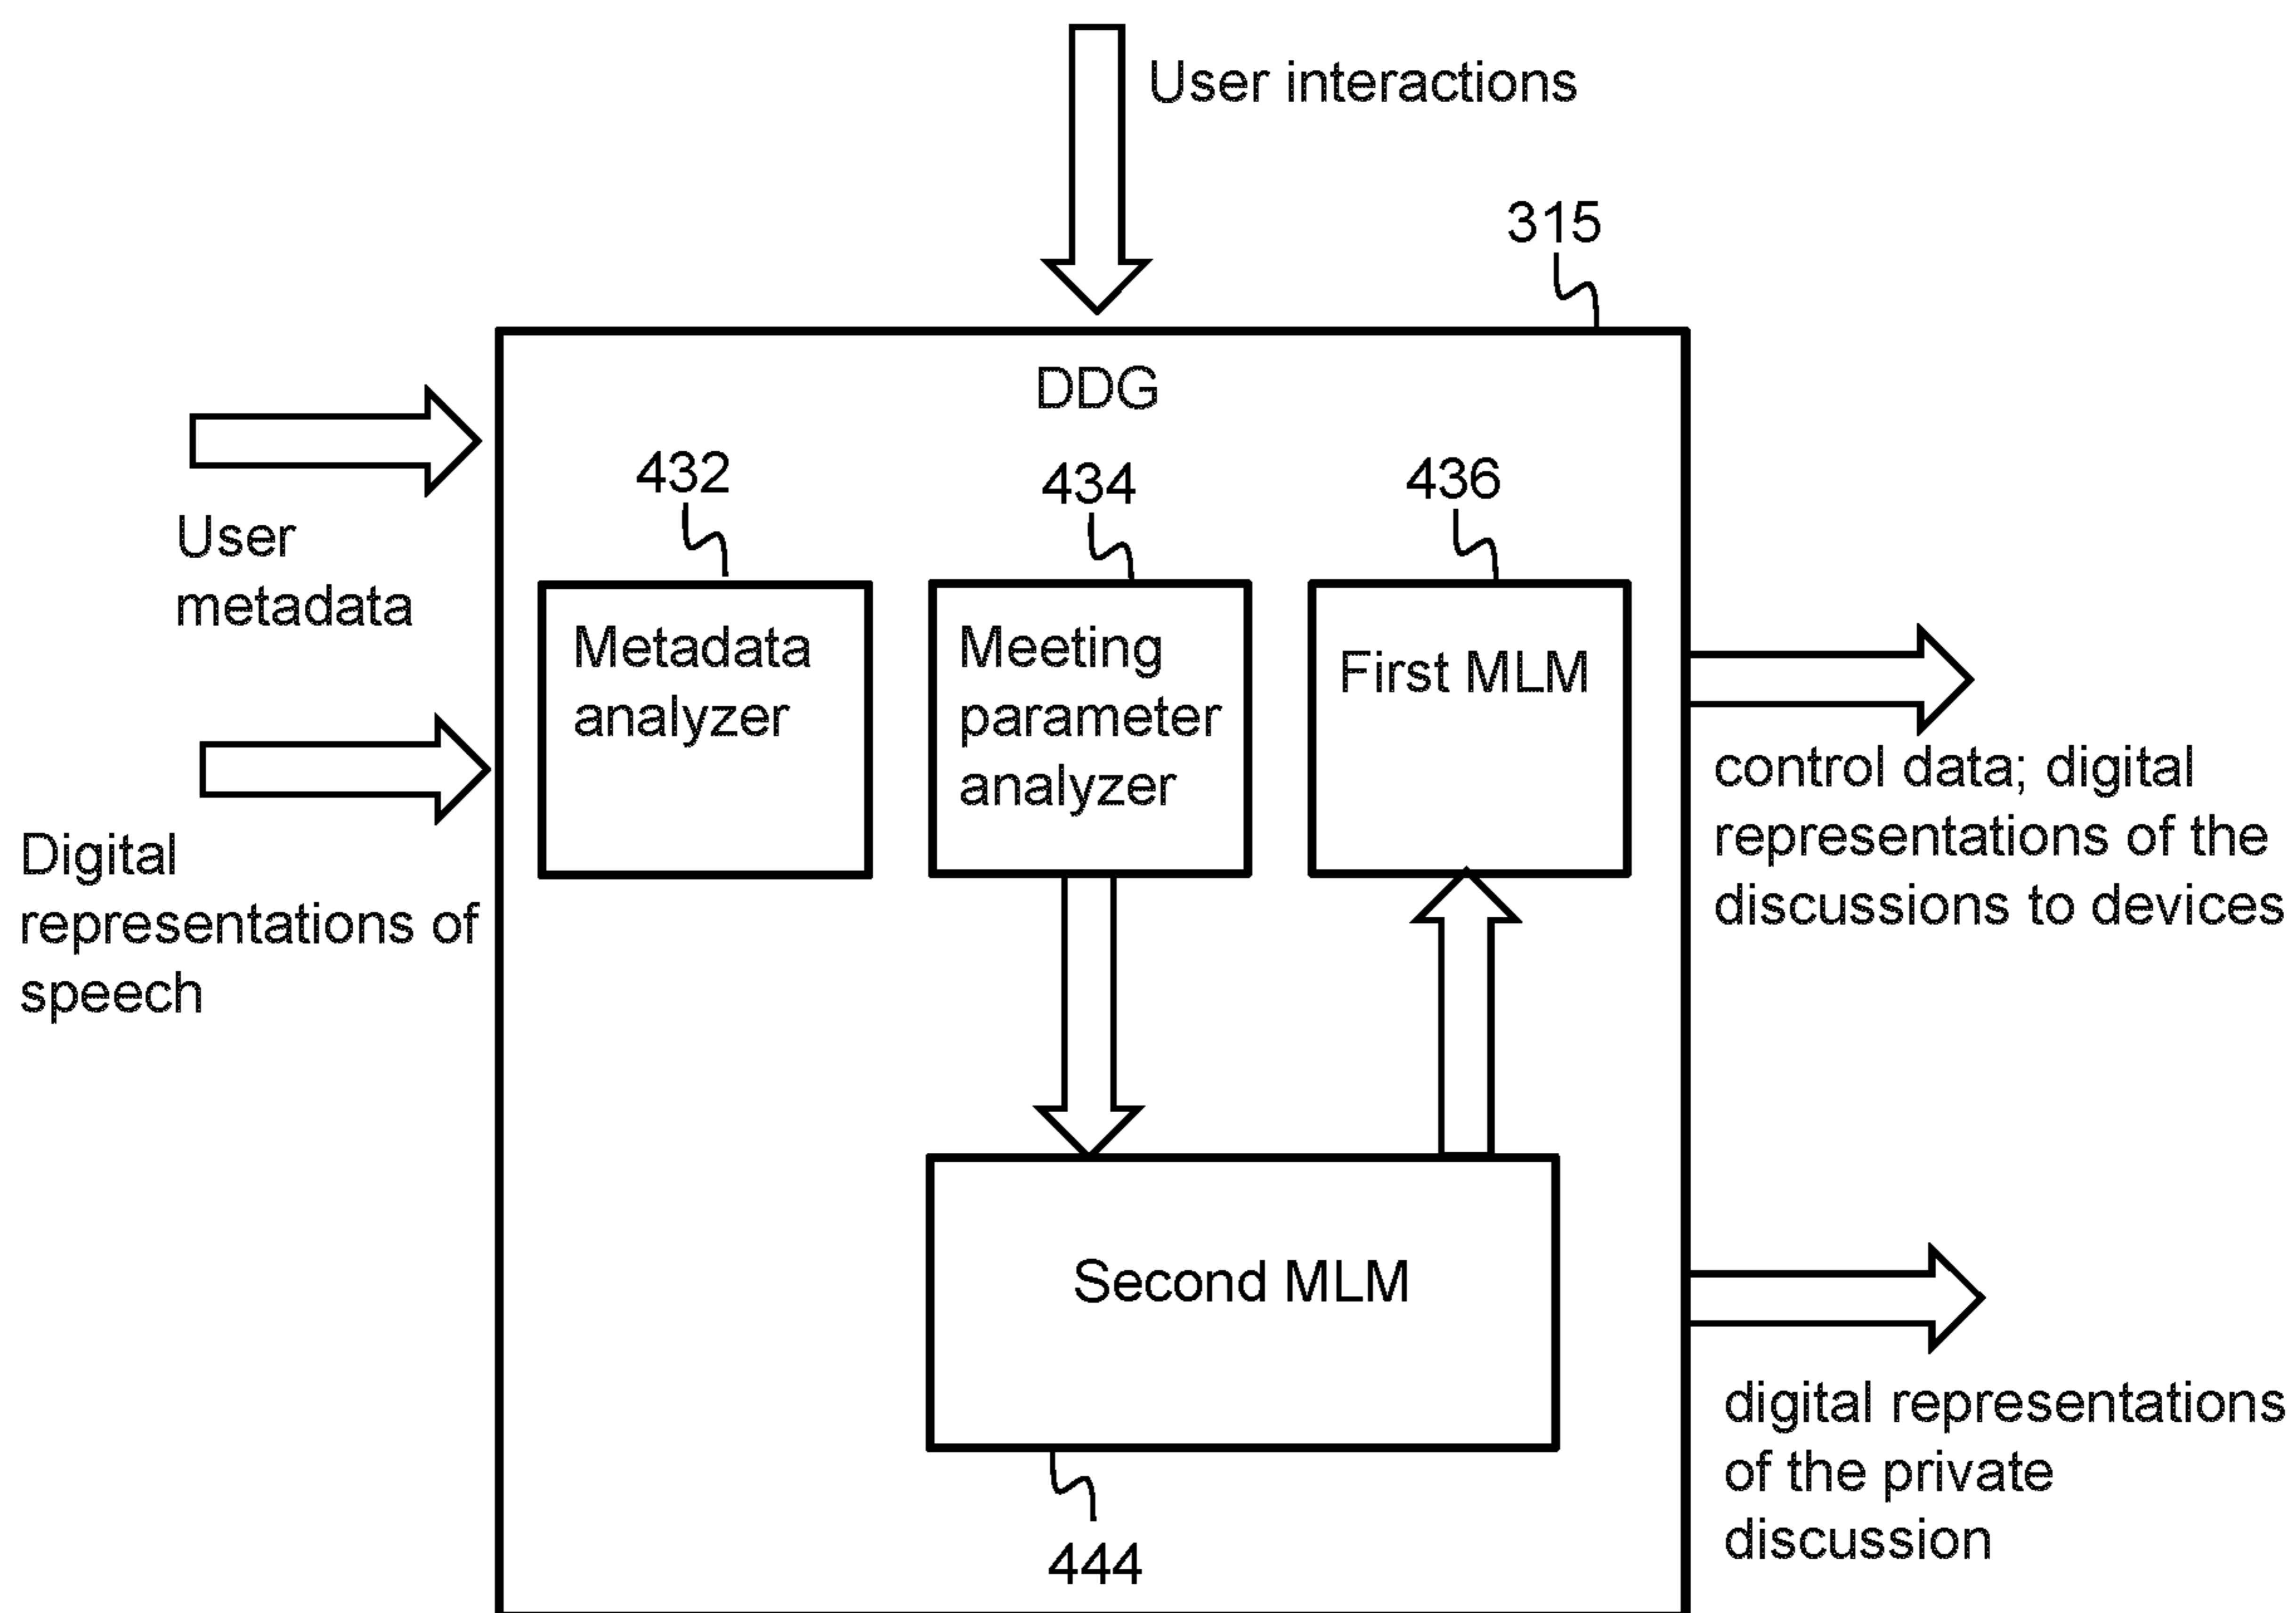 User interactions
315
DDG
432
434
436
User
metadata
Metadata
analyzer
Meeting
parameter
analyzer
First MLM
control data; digital
representations of the
discussions to devices
Digital
representations of
speech
Second MLM
digital representations
of the private
discussion
444